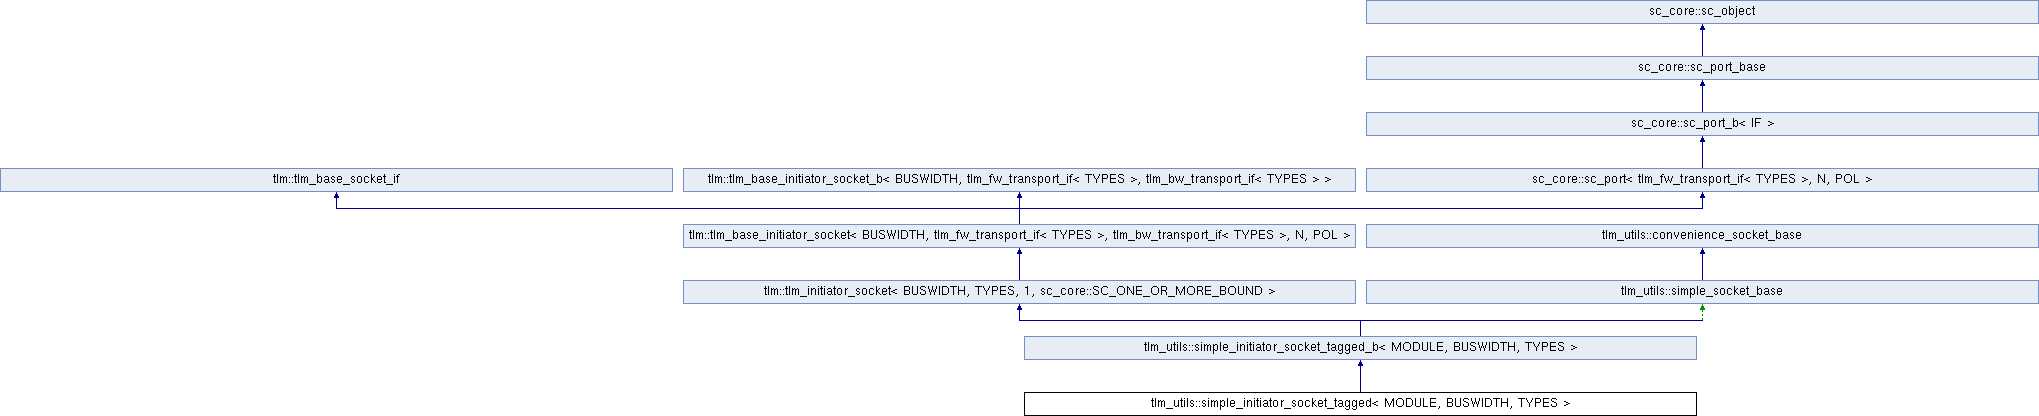 sc_core::sc_object
sc_core::sc_port_base
sc_core::sc_port_b< IF >
tlm::tlm_base_socket_if
tlm::tlm_base_initiator_socket_b< BUSWIDTH, tlm_fw_transport_if< TYPES >, tlm_bw_transport_if< TYPES > >
sc_core::sc_port< tlm_fw_transport_if< TYPES >, N, POL >
tlm::tlm_base_initiator_socket< BUSWIDTH, tlm_fw_transport_if< TYPES >, tlm_bw_transport_if< TYPES >, N, POL >
tlm_utils::convenience_socket_base
tlm::tlm_initiator_socket< BUSWIDTH, TYPES, 1, sc_core::SC_ONE_OR_MORE_BOUND >
tlm_utils::simple_socket_base
tlm_utils::simple_initiator_socket_tagged_b< MODULE, BUSWIDTH, TYPES >
tlm_utils::simple_initiator_socket_tagged< MODULE, BUSWIDTH, TYPES >